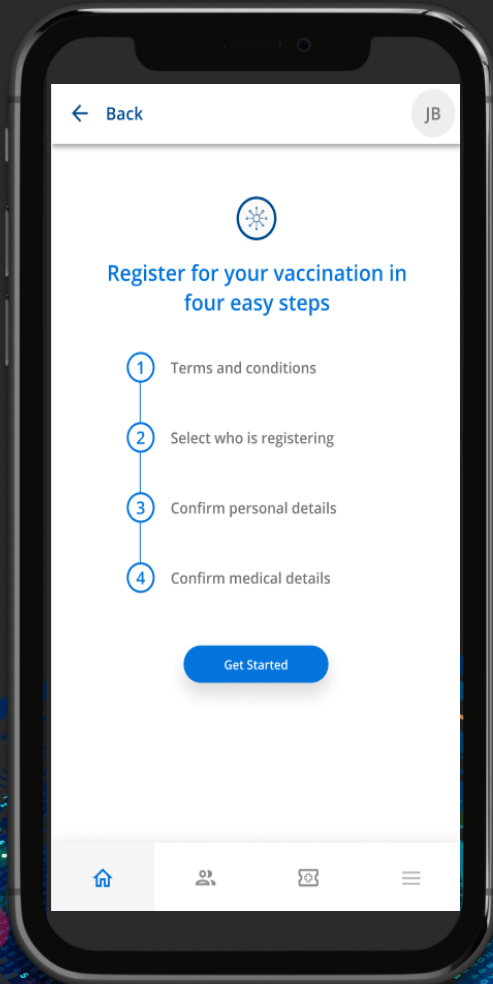 Back
JB
Register for your vaccination in
four easy steps
1 Terms and conditions
2 Select who is registering
3 Confirm personal details
4 Confirm medical details
Get Started